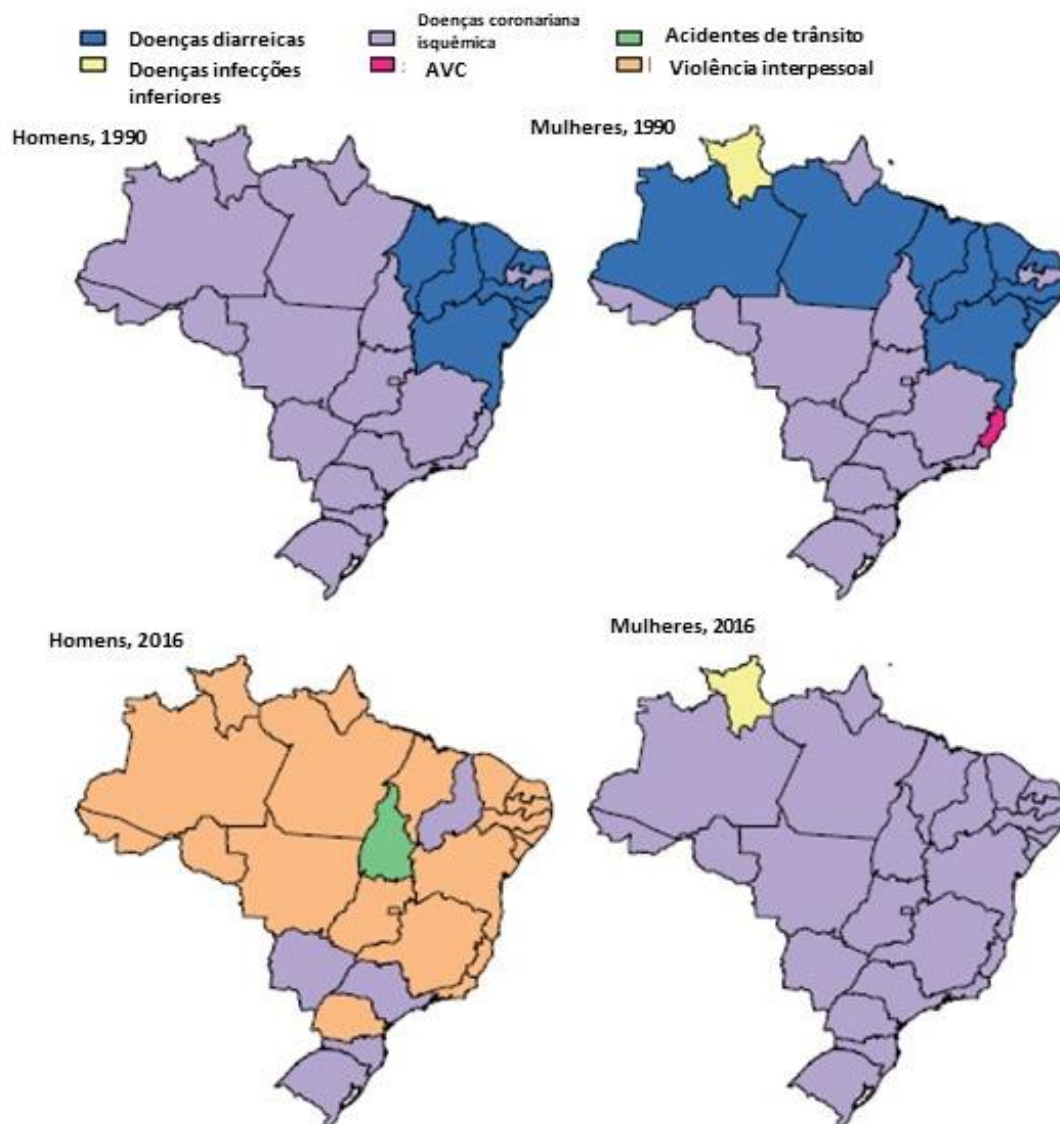 Doenças diarreicas
Doenças infecções
inferiores
Doenças coronariana
isquêmica
AVC
Acidentes de trânsito
Violência interpessoal
Homens, 1990
Mulheres, 1990
Homens, 2016
Mulheres, 2016